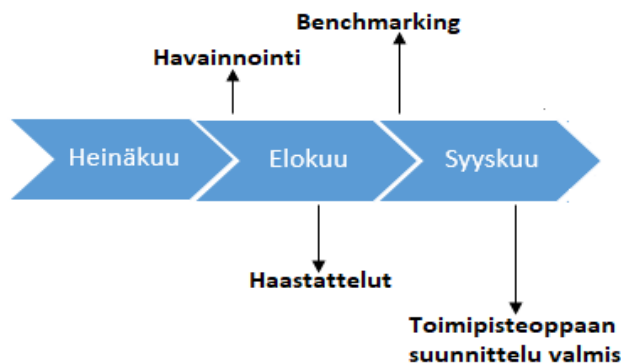 Benchmarking
Havainnointi
Heinäkuu
Elokuu
Syyskuu
Haastattelut
Toimipisteoppaan
suunnittelu valmis